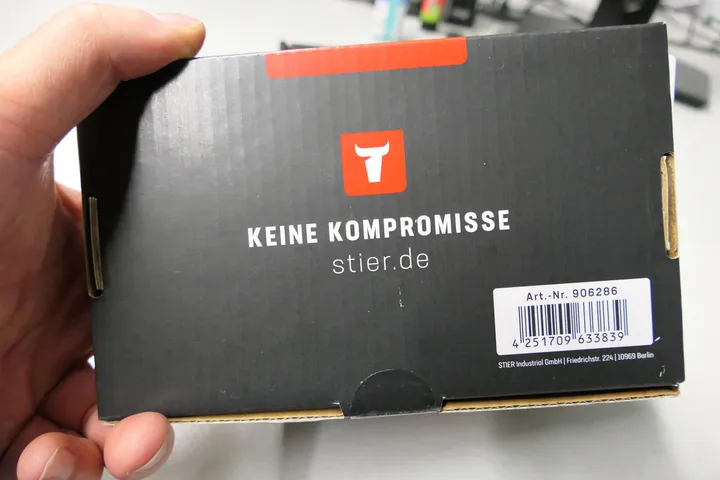 KEINE KOMPROMISSE
stier.de
Art.-Nr. 906286
4 251709 633839
STIER Industrial GmbH | Friedrichstr. 224 | 10969 Berlin